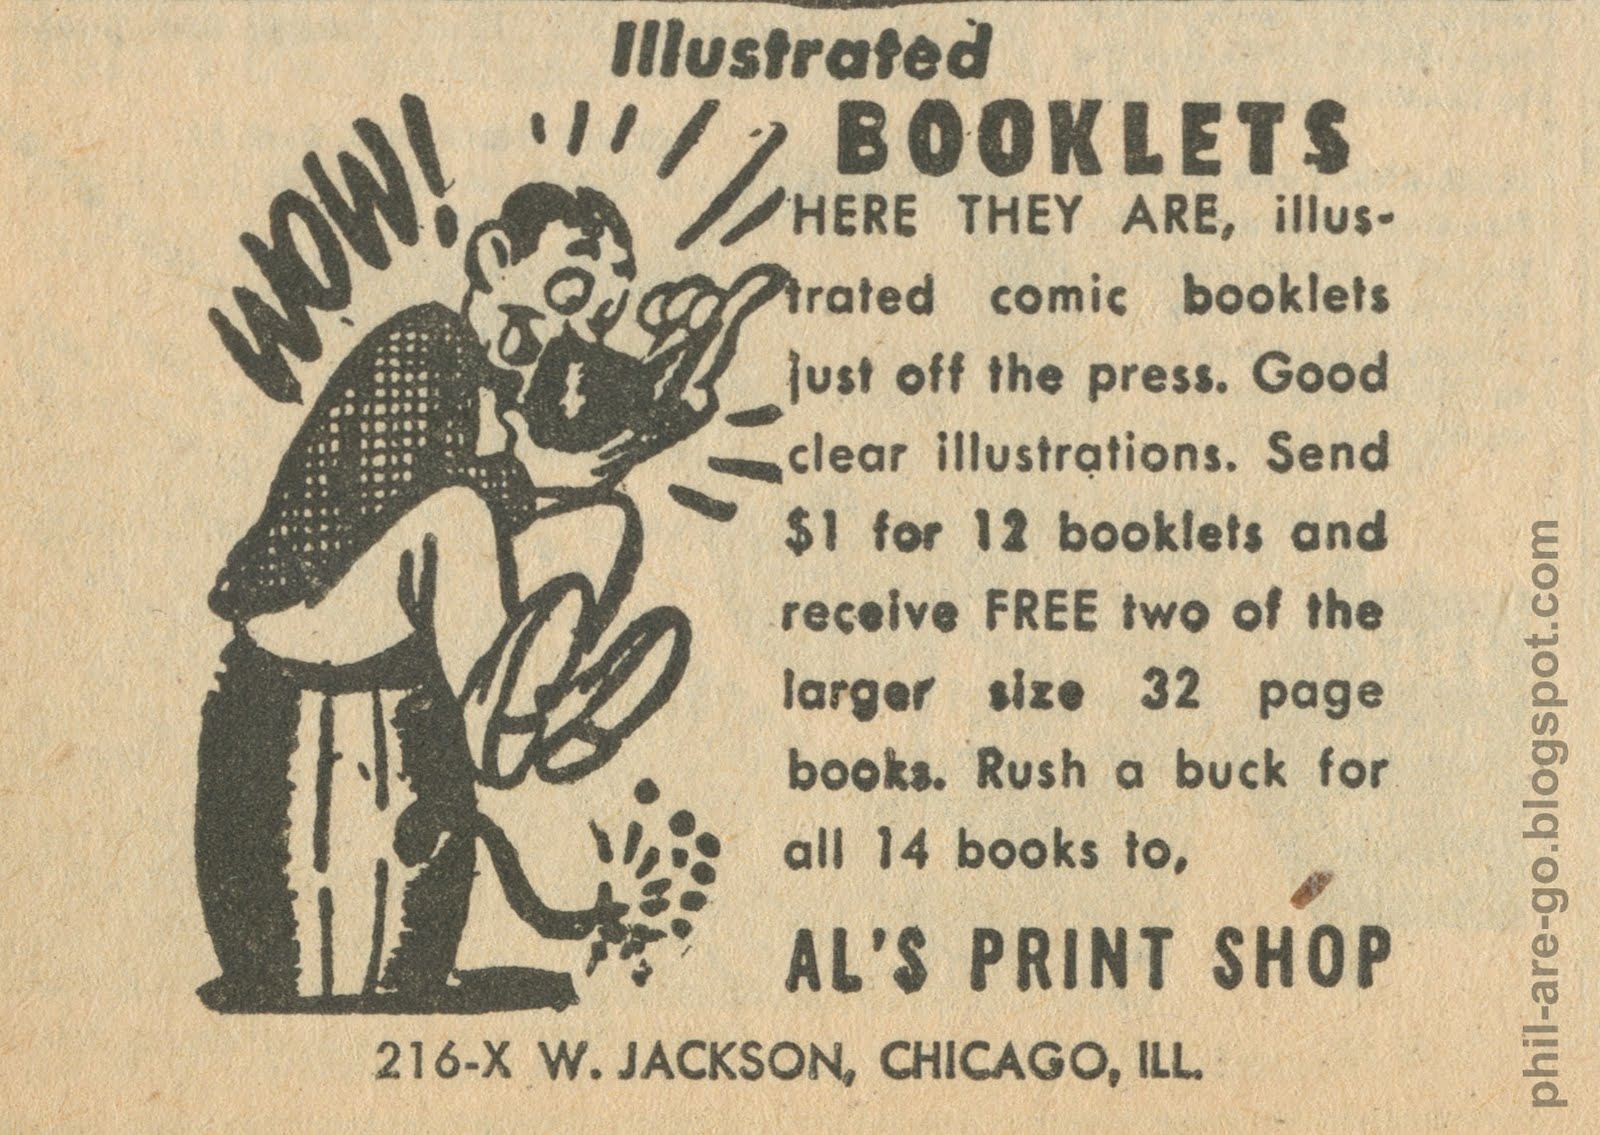 Illustrated
BOOKLETS
WOW!
HERE THEY ARE, illus-
trated comic booklets
just off the press. Good
clear illustrations. Send
$1 for 12 booklets and
receive FREE two of the
larger size 32 page
books. Rush a buck for
all 14 books to,
AL'S PRINT SHOP
216-X W. JACKSON, CHICAGO, ILL.
phil-are-go.blogspot.com